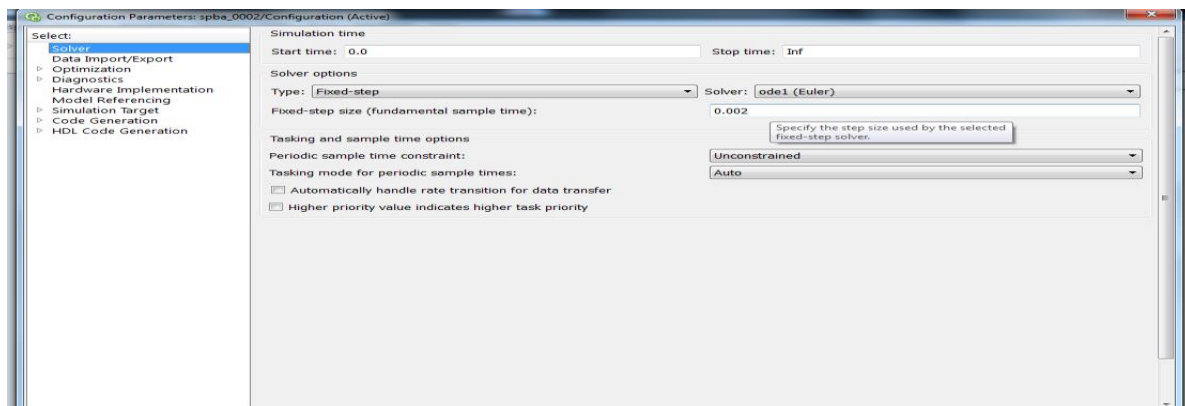 Configuration Parameters: spba_0002/Configuration (Active)
Select:
Solver
Data Import/Export
Optimization
Diagnostics
Hardware Implementation
Model Referencing
Simulation Target
Code Generation
HDL Code Generation
Simulation time
Start time: 0.0 Stop time: Inf
Solver options
Type: Fixed-step Solver: ode1 (Euler)
Fixed-step size (fundamental sample time): 0.002
Specify the step size used by the selected
fixed-step solver.
Tasking and sample time options
Periodic sample time constraint: Unconstrained
Tasking mode for periodic sample times: Auto
Automatically handle rate transition for data transfer
Higher priority value indicates higher task priority